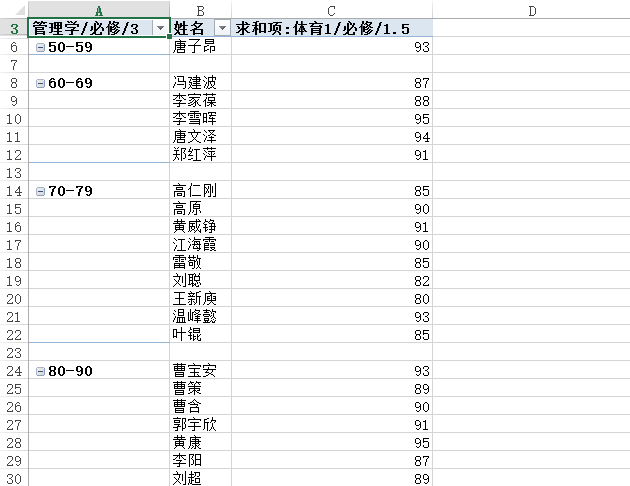 A B C D
3 管理学/必修/3 姓名 求和项:体育1/必修/1.5
6 50-59 唐子昂 93
7
8 60-69 冯建波 87
9 李家葆 88
10 李雪晖 95
11 唐文泽 94
12 郑红萍 91
13
14 70-79 高仁刚 85
15 高原 90
16 黄威铮 91
17 江海霞 90
18 雷敬 85
19 刘聪 82
20 王新庾 80
21 温峰懿 93
22 叶锟 85
23
24 80-90 曹宝安 93
25 曹策 89
26 曹含 90
27 郭宇欣 91
28 黄康 95
29 李阳 87
30 刘超 89